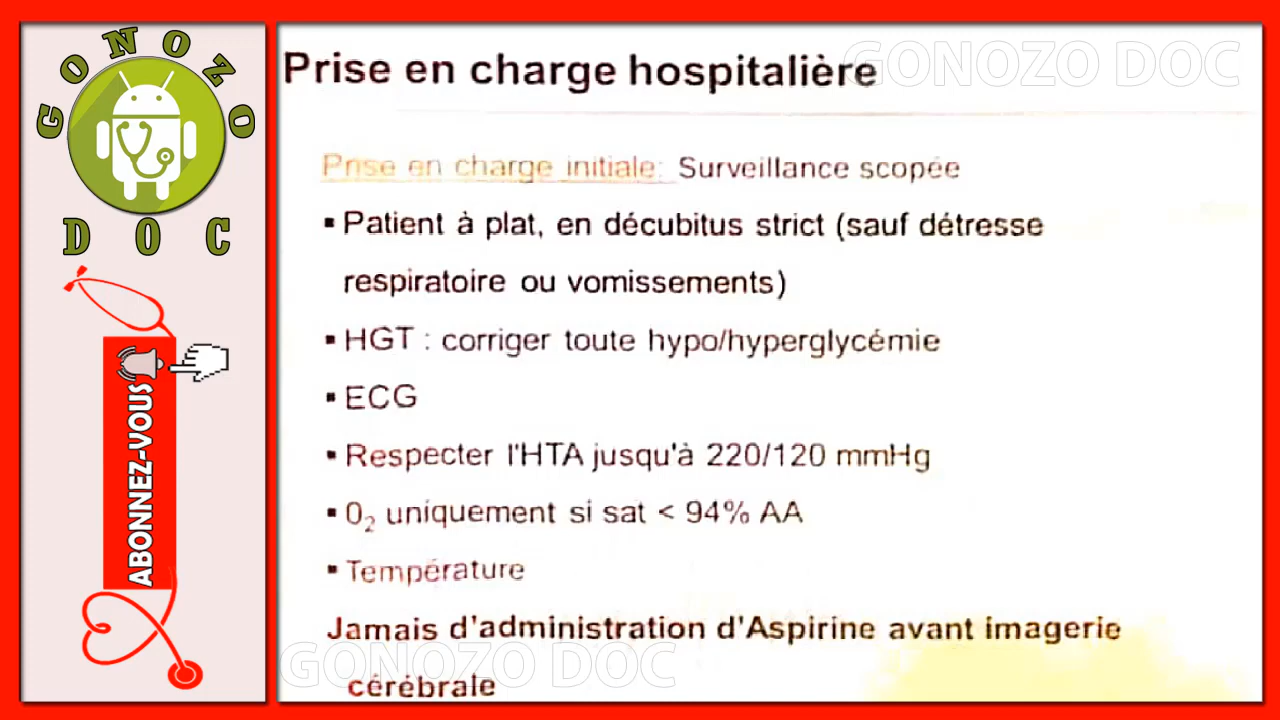 GONOZO
DOC
ABONNEZ-VOUS
GONOZO DOC
Prise en charge hospitalière
Prise en charge initiale: Surveillance scopée
▪ Patient à plat, en décubitus strict (sauf détresse
respiratoire ou vomissements)
▪ HGT : corriger toute hypo/hyperglycémie
▪ ECG
▪ Respecter l'HTA jusqu'à 220/120 mmHg
▪ 0₂ uniquement si sat < 94% AA
▪ Température
Jamais d'administration d'Aspirine avant imagerie
cérébrale
GONOZO DOC